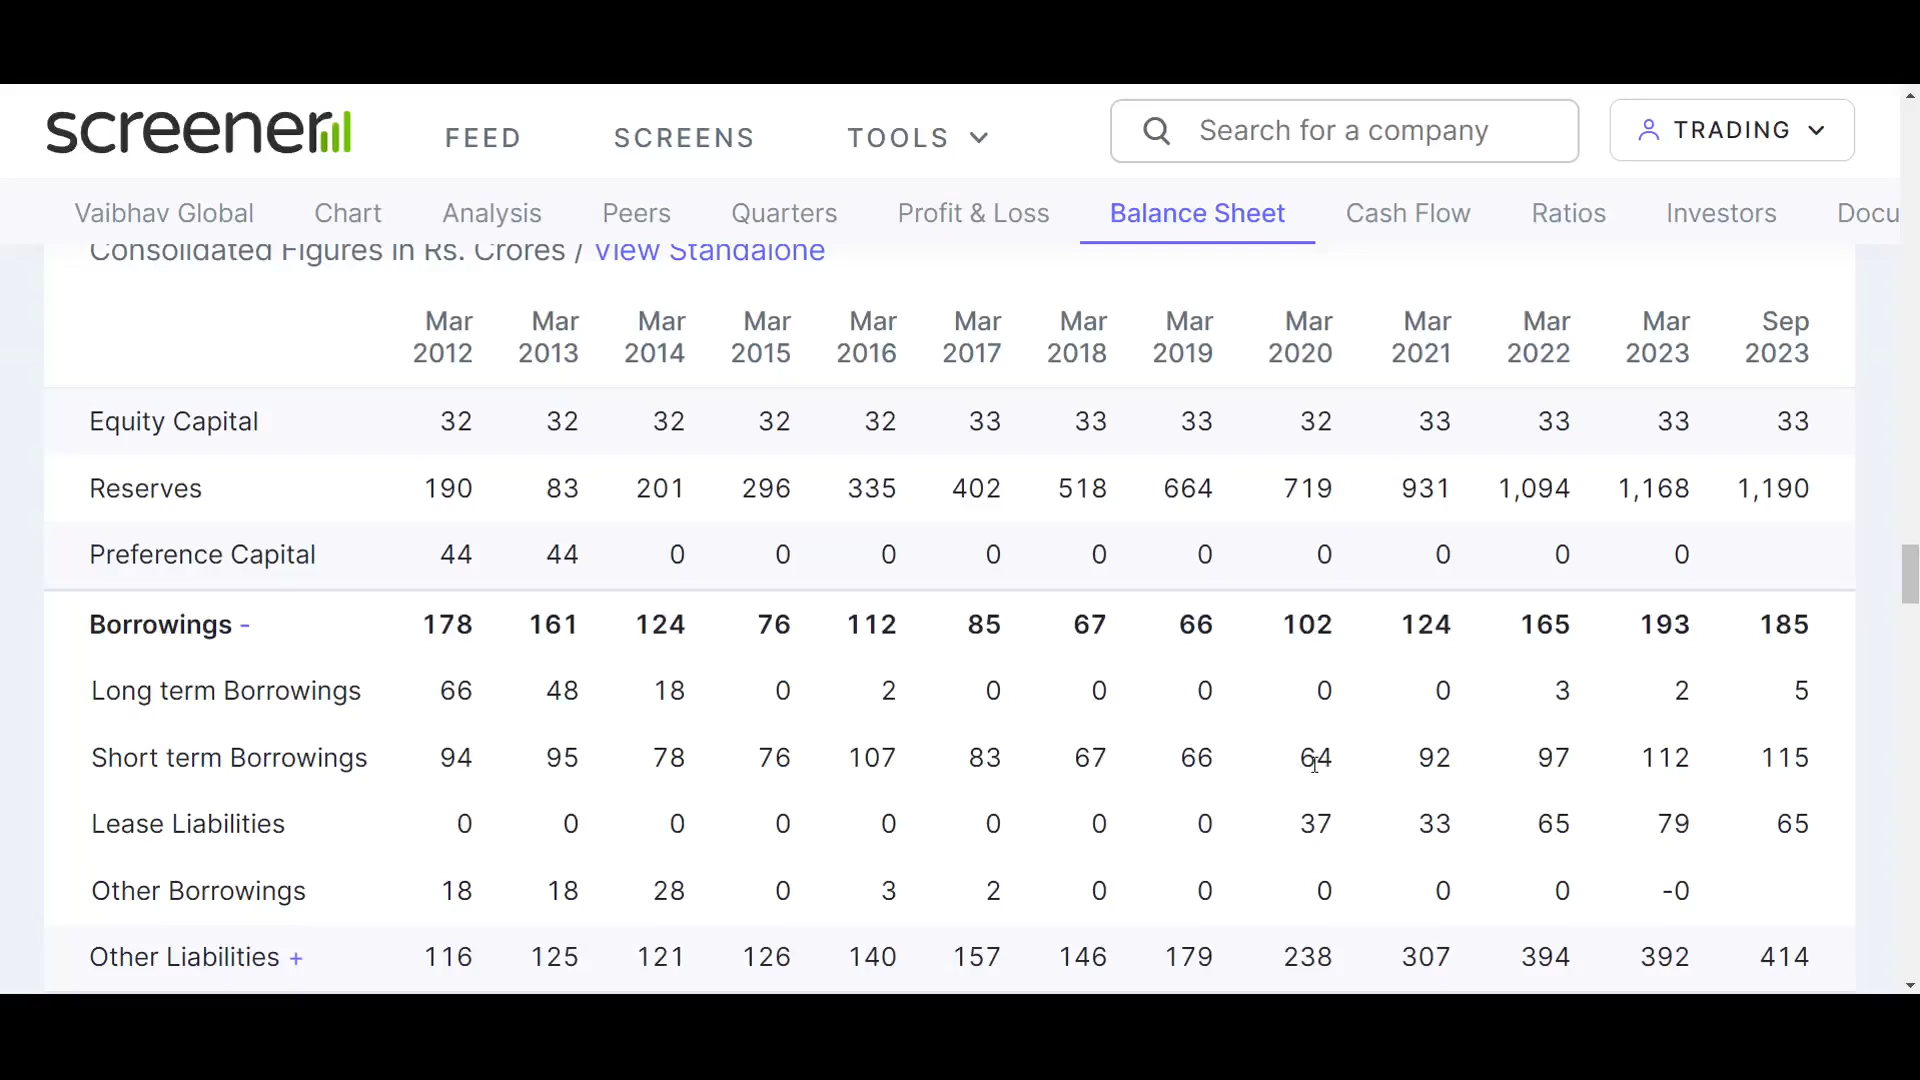 screener
FEED SCREENS TOOLS
Search for a company
TRADING
Vaibhav Global Chart Analysis Peers Quarters Profit & Loss Balance Sheet Cash Flow Ratios Investors Docu
Consolidated Figures in Rs. Crores / View Standalone
Mar Mar Mar Mar Mar Mar Mar Mar Mar Mar Mar Mar Sep
2012 2013 2014 2015 2016 2017 2018 2019 2020 2021 2022 2023 2023
Equity Capital 32 32 32 32 32 33 33 33 32 33 33 33 33
Reserves 190 83 201 296 335 402 518 664 719 931 1,094 1,168 1,190
Preference Capital 44 44 0 0 0 0 0 0 0 0 0 0
Borrowings - 178 161 124 76 112 85 67 66 102 124 165 193 185
Long term Borrowings 66 48 18 0 2 0 0 0 0 0 3 2 5
Short term Borrowings 94 95 78 76 107 83 67 66 64 92 97 112 115
Lease Liabilities 0 0 0 0 0 0 0 0 37 33 65 79 65
Other Borrowings 18 18 28 0 3 2 0 0 0 0 0 -0
Other Liabilities + 116 125 121 126 140 157 146 179 238 307 394 392 414